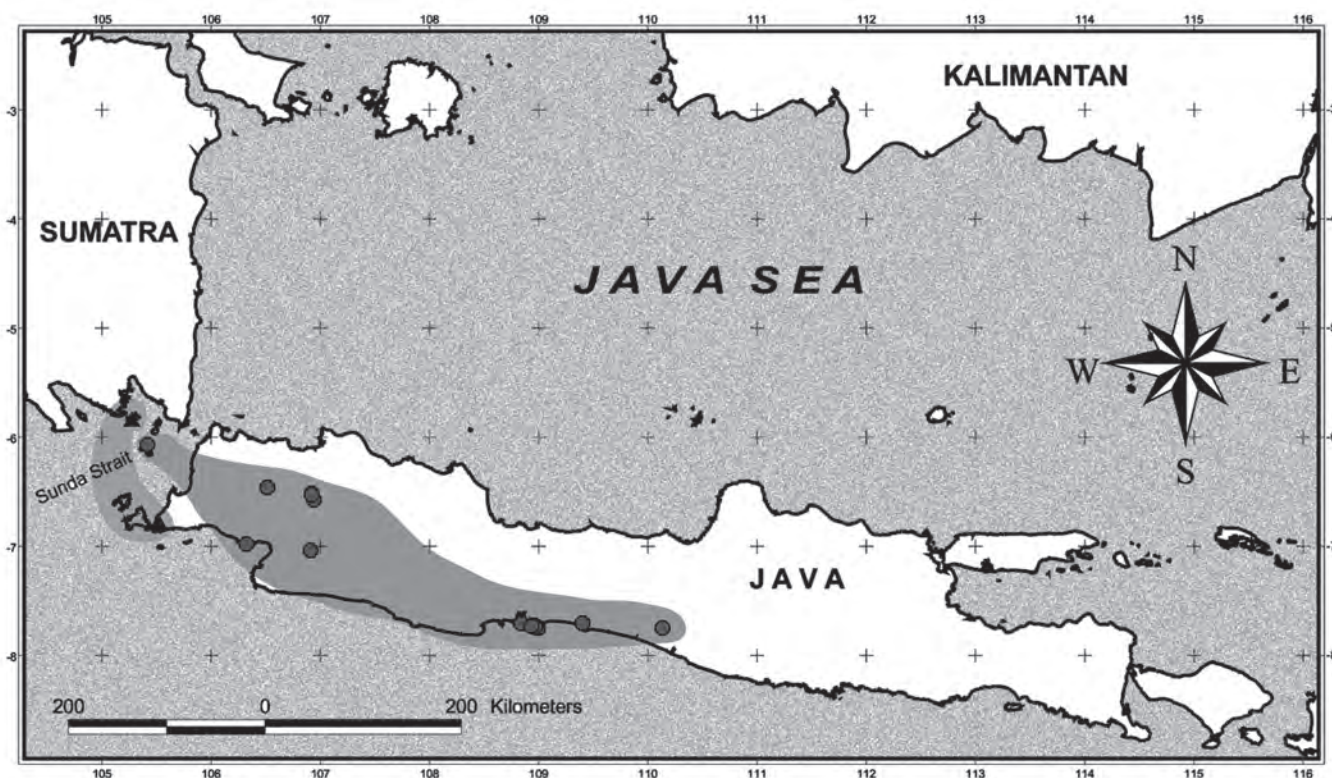 105 106 107 108 109 110 111 112 113 114 115 116
KALIMANTAN
-3 -3
SUMATRA
-4
JAVA SEA
N
-5
W E
S
-6
Sunda Strait
-7
JAVA
-8
200 0 200 Kilometers
105 106 107 108 109 110 111 112 113 114 115 116